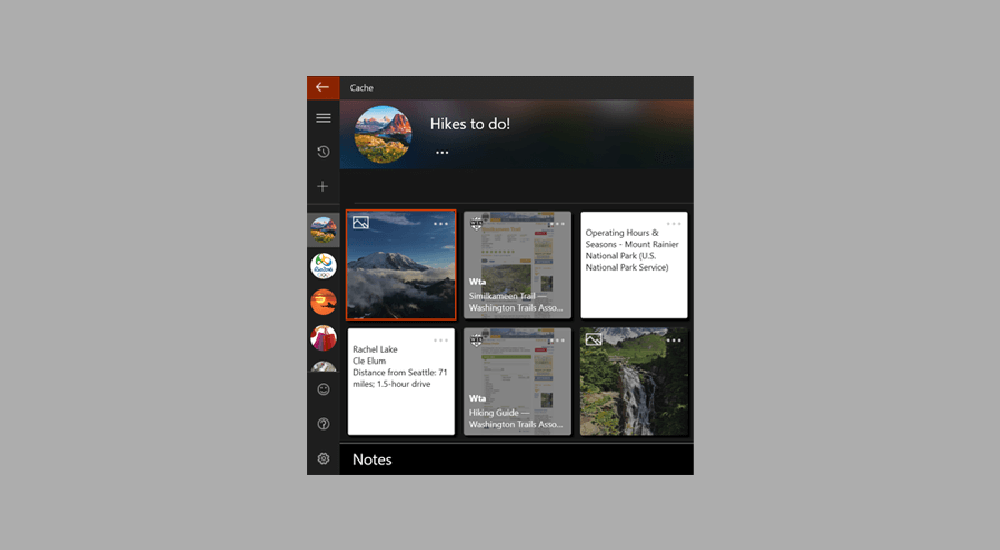 Cache
Hikes to do!
Wta
Similkameen Trail —
Washington Trails Asso...
Operating Hours &
Seasons - Mount Rainier
National Park (U.S.
National Park Service)
Rachel Lake
Cle Elum
Distance from Seattle: 71
miles; 1.5-hour drive
Wta
Hiking Guide —
Washington Trails Asso...
Notes